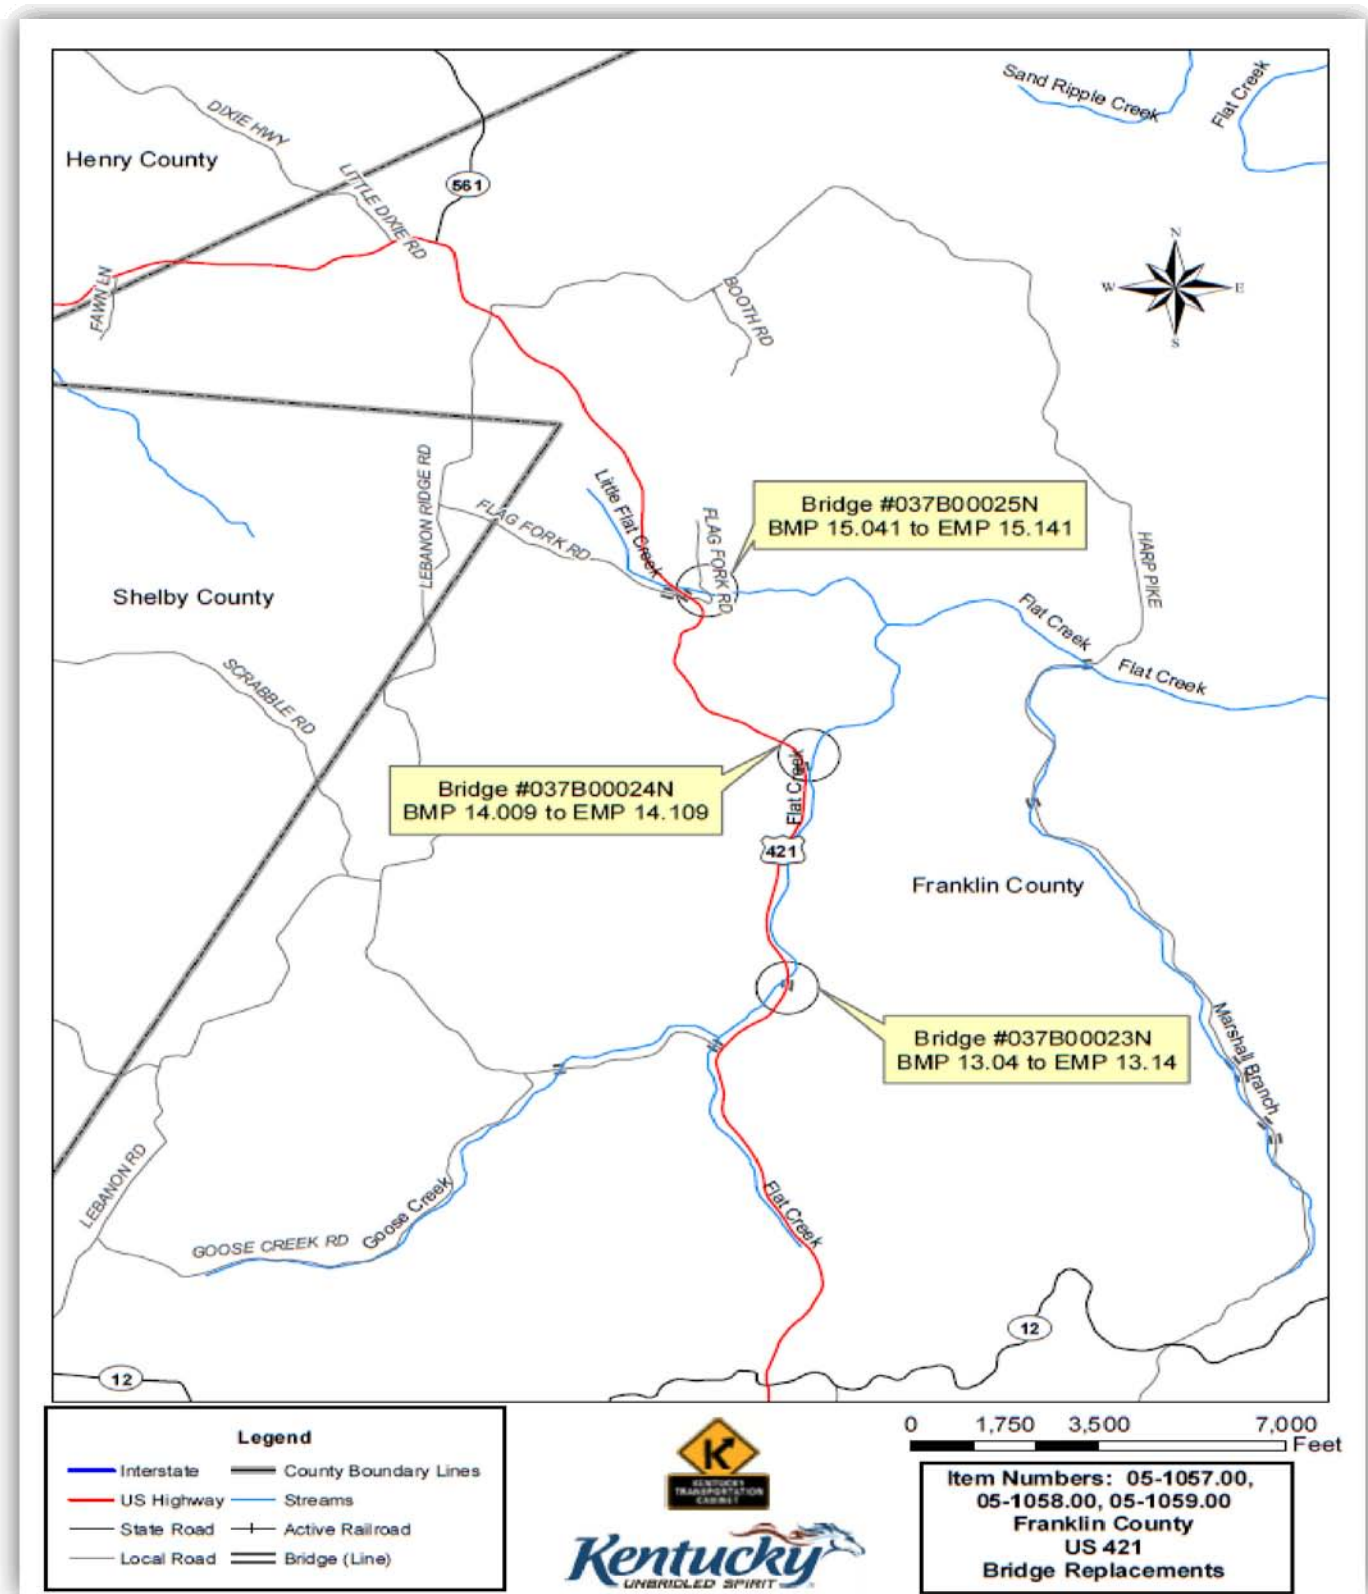 Sand Ripple Creek
Flat Creek
DIXIE HWY
Henry County
LITTLE DIXIE RD
561
N
W
E
S
FAWN LN
BOOTH RD
LEBANON RIDGE RD
FLAG FORK RD
Little Flat Creek
FLAG FORK RD
Bridge #037B00025N
BMP 15.041 to EMP 15.141
HARP PIKE
Shelby County
Flat Creek
Flat Creek
SCRABBLE RD
Bridge #037B00024N
BMP 14.009 to EMP 14.109
Flat Creek
421
Franklin County
Bridge #037B00023N
BMP 13.04 to EMP 13.14
Marshall Branch
LEBANON RD
Goose Creek
GOOSE CREEK RD
Flat Creek
12
12
Legend
Interstate
County Boundary Lines
US Highway
Streams
State Road
Active Railroad
Local Road
Bridge (Line)
KENTUCKY
TRANSPORTATION
CABINET
Kentucky
UNBRIDLED SPIRIT
0 1,750 3,500 7,000
Feet
Item Numbers: 05-1057.00,
05-1058.00, 05-1059.00
Franklin County
US 421
Bridge Replacements